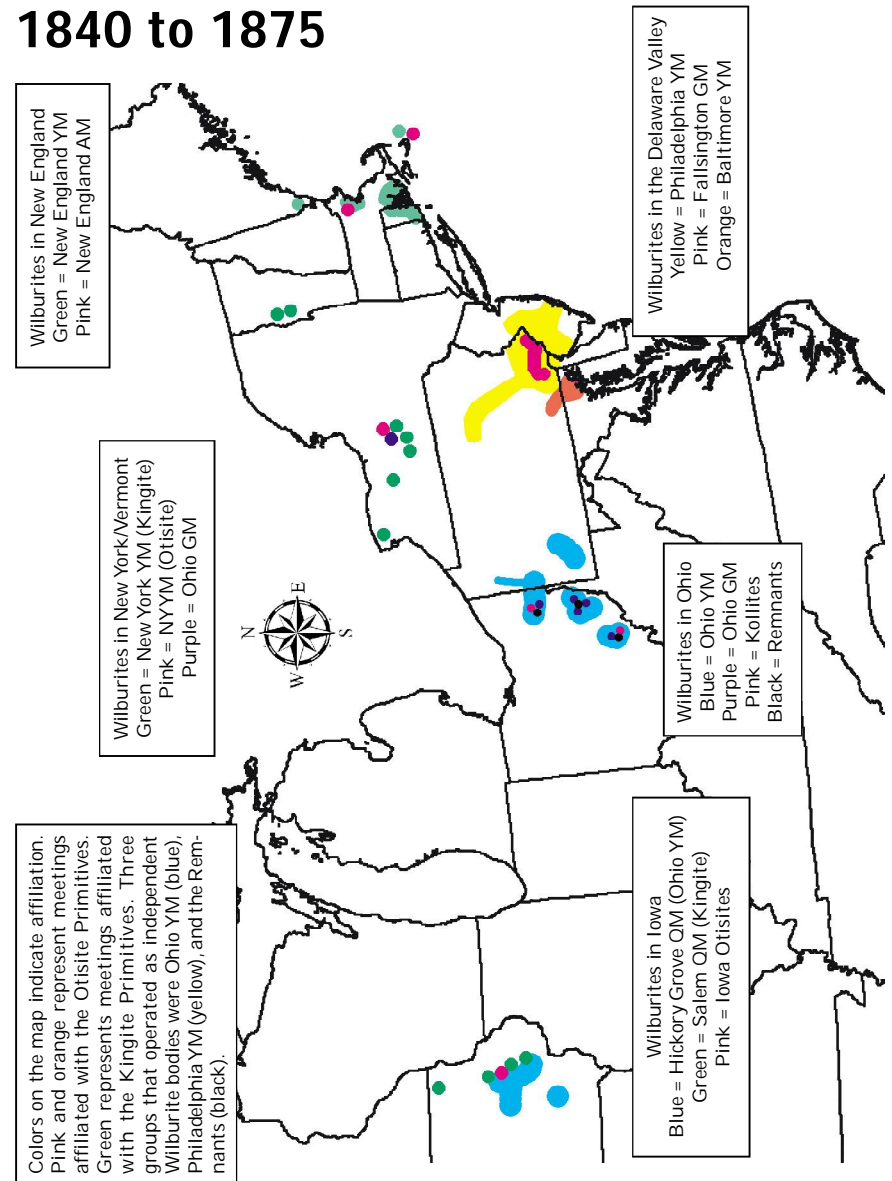 1840 to 1875
Wilburites in New England
Green = New England YM
Pink = New England AM
Wilburites in New York/Vermont
Green = New York YM (Kingite)
Pink = NYYM (Otisite)
Purple = Ohio GM
Colors on the map indicate affiliation.
Pink and orange represent meetings
affiliated with the Otisite Primitives.
Green represents meetings affiliated
with the Kingite Primitives. Three
groups that operated as independent
Wilburite bodies were Ohio YM (blue),
Philadelphia YM (yellow), and the Rem-
nants (black).
N
E
S
W
Wilburites in the Delaware Valley
Yellow = Philadelphia YM
Pink = Fallsington GM
Orange = Baltimore YM
Wilburites in Ohio
Blue = Ohio YM
Purple = Ohio GM
Pink = Kollites
Black = Remnants
Wilburites in Iowa
Blue = Hickory Grove QM (Ohio YM)
Green = Salem QM (Kingite)
Pink = Iowa Otisites